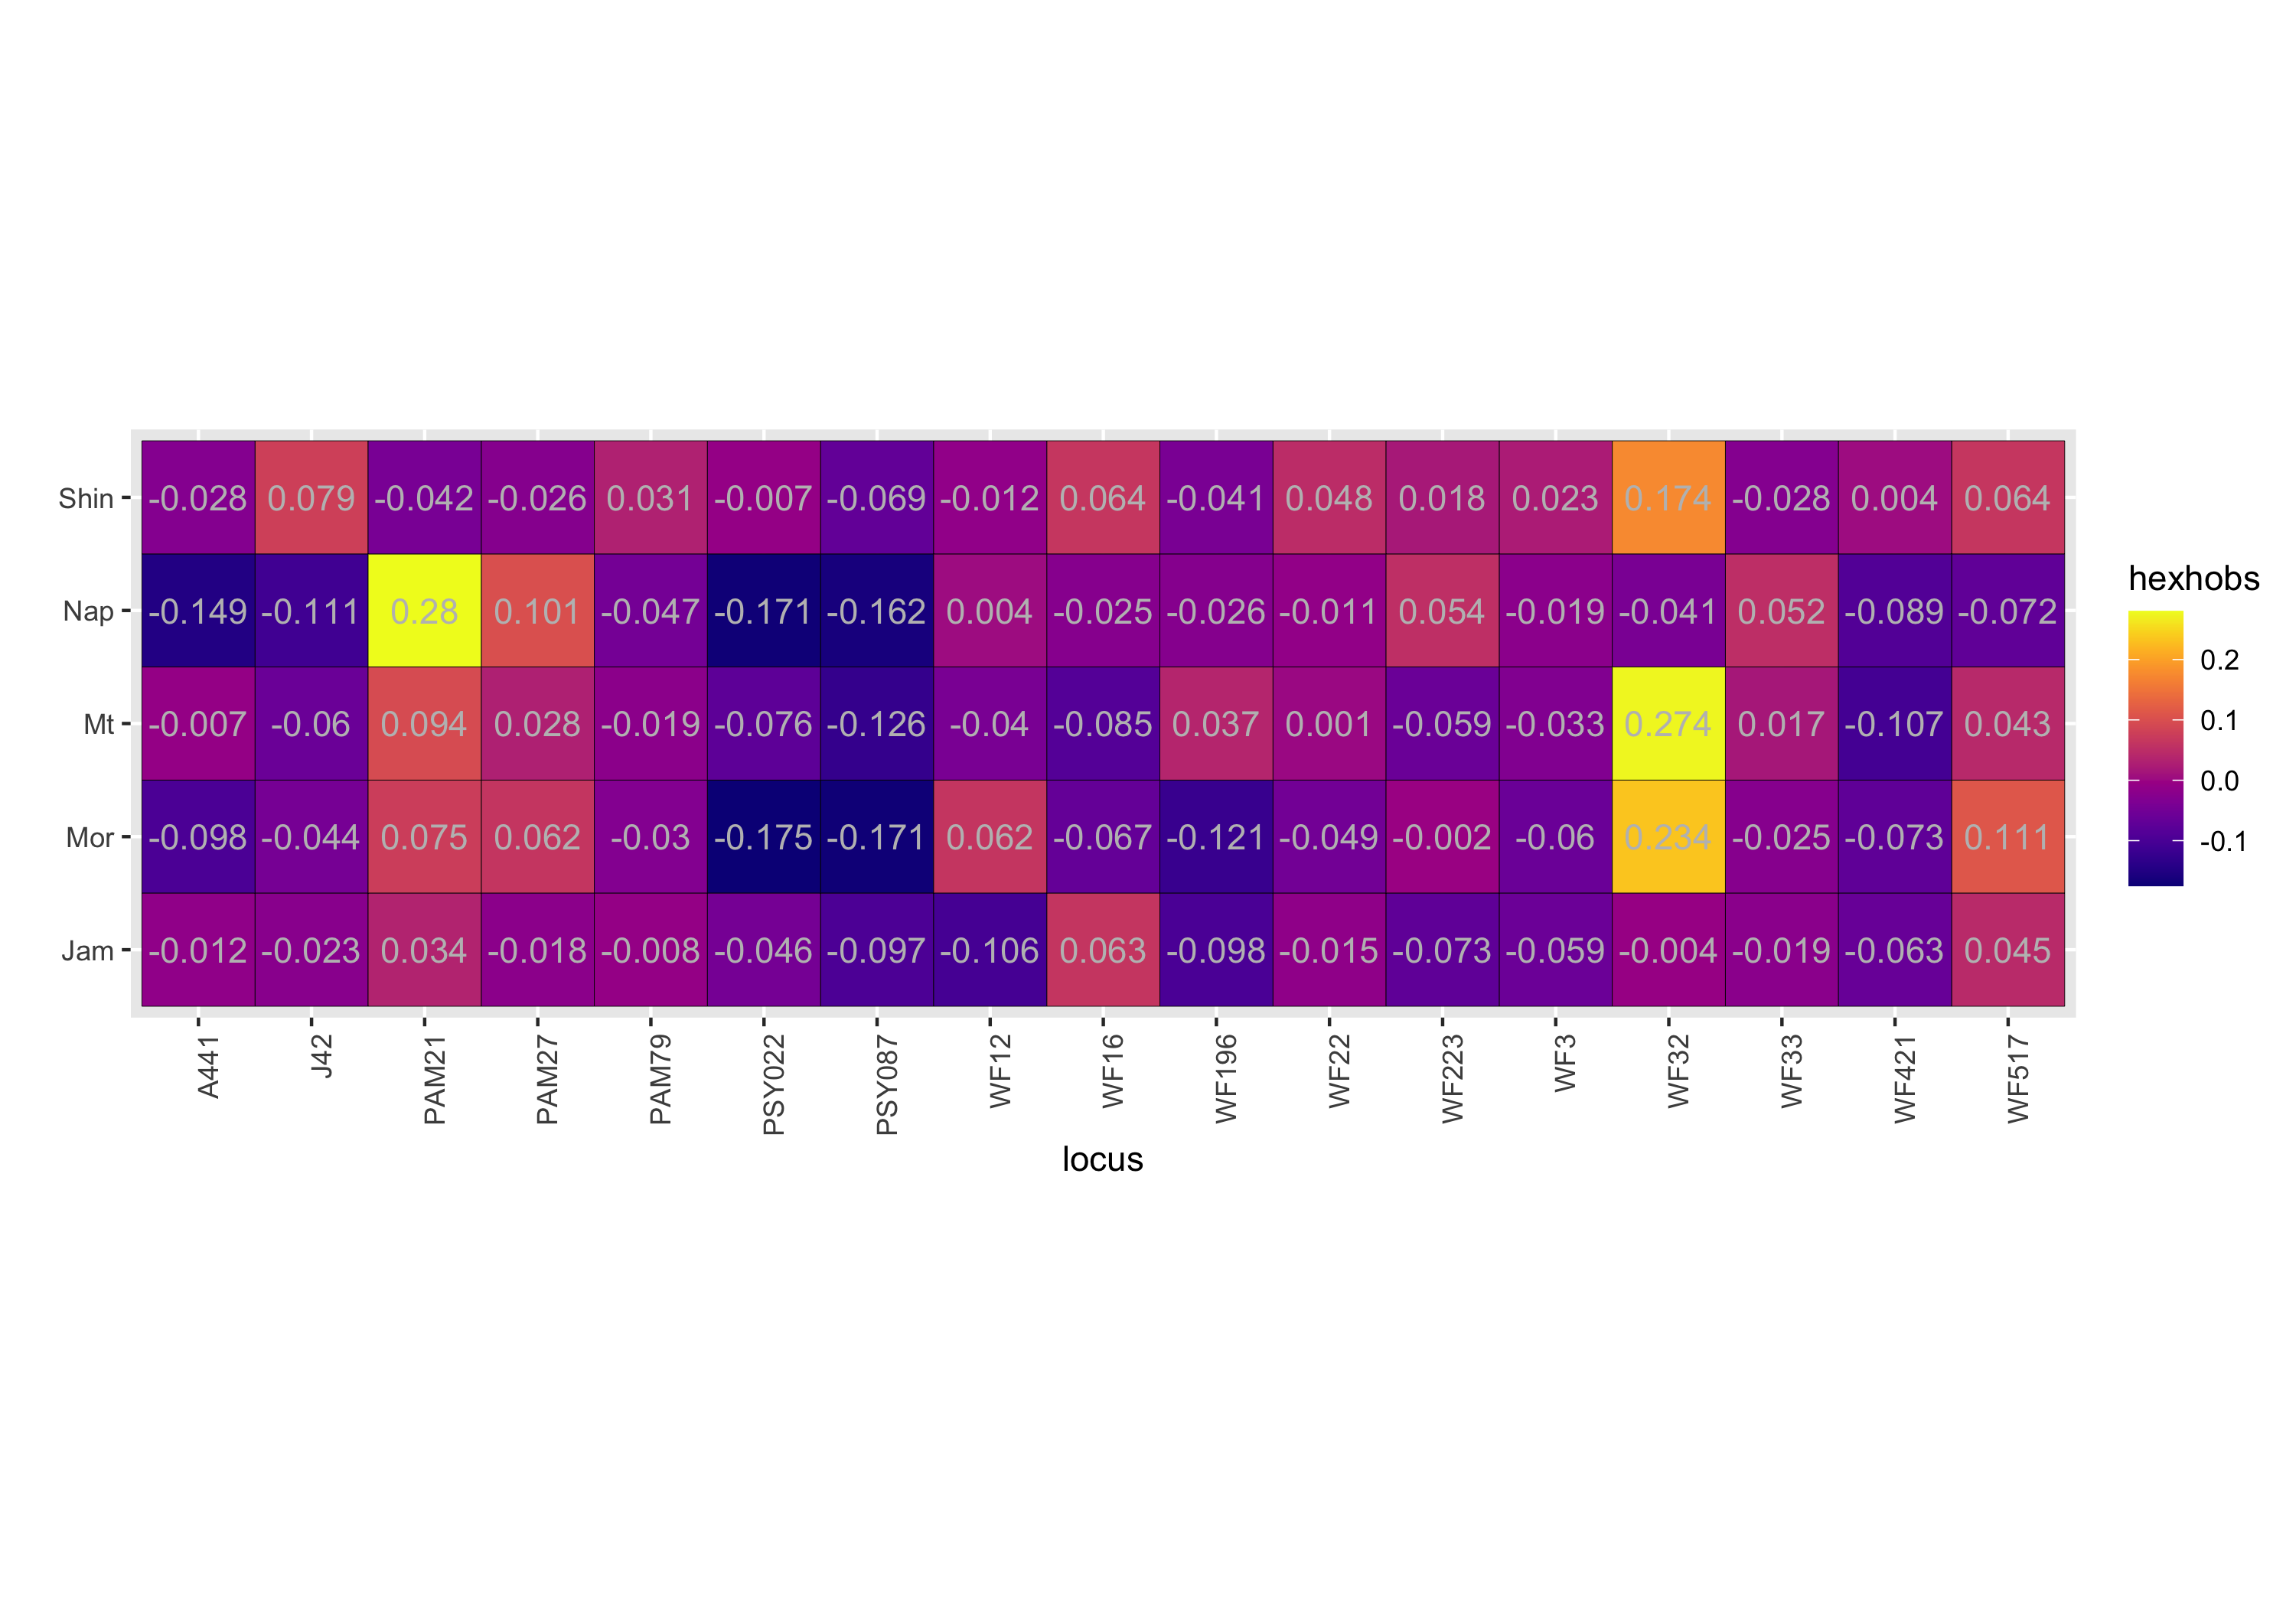 Shin -0.028 0.079 -0.042 -0.026 0.031 -0.007 -0.069 -0.012 0.064 -0.041 0.048 0.018 0.023 0.174 -0.028 0.004 0.064
Nap -0.149 -0.111 0.28 0.101 -0.047 -0.171 -0.162 0.004 -0.025 -0.026 -0.011 0.054 -0.019 -0.041 0.052 -0.089 -0.072
Mt -0.007 -0.06 0.094 0.028 -0.019 -0.076 -0.126 -0.04 -0.085 0.037 0.001 -0.059 -0.033 0.274 0.017 -0.107 0.043
Mor -0.098 -0.044 0.075 0.062 -0.03 -0.175 -0.171 0.062 -0.067 -0.121 -0.049 -0.002 -0.06 0.234 -0.025 -0.073 0.111
Jam -0.012 -0.023 0.034 -0.018 -0.008 -0.046 -0.097 -0.106 0.063 -0.098 -0.015 -0.073 -0.059 -0.004 -0.019 -0.063 0.045
A441 J42 PAM21 PAM27 PAM79 PSY022 PSY087 WF12 WF16 WF196 WF22 WF223 WF3 WF32 WF33 WF421 WF517
locus
hexhobs
0.2
0.1
0.0
-0.1